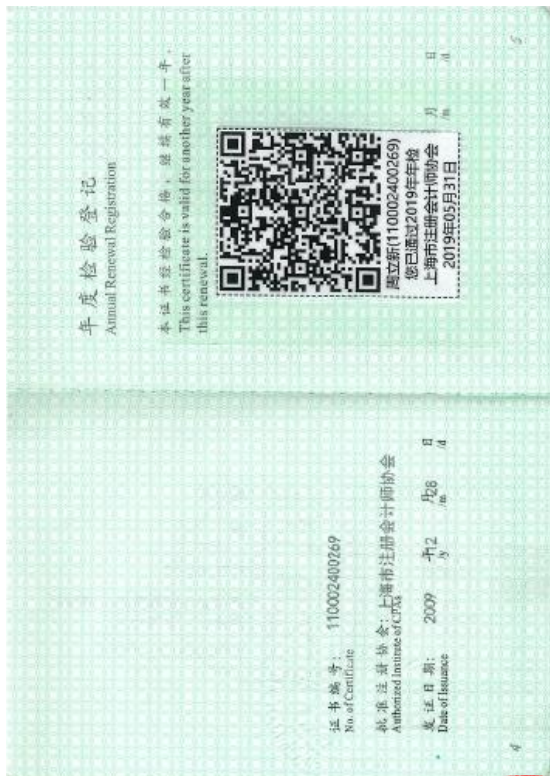 年度检验登记
Annual Renewal Registration
本证书经检验合格，继续有效一年．
This certificate is valid for another year after
this renewal.
周立新(110002400269)
您已通过2019年年检
上海市注册会计师协会
2019年05月31日
月 日
/m /d
5
证书编号： 110002400269
No. of Certificate
批准注册协会：上海市注册会计师协会
Authorized Institute of CPAs
发证日期： 2009 年12 月28 日
Date of Issuance /y /m /d
4